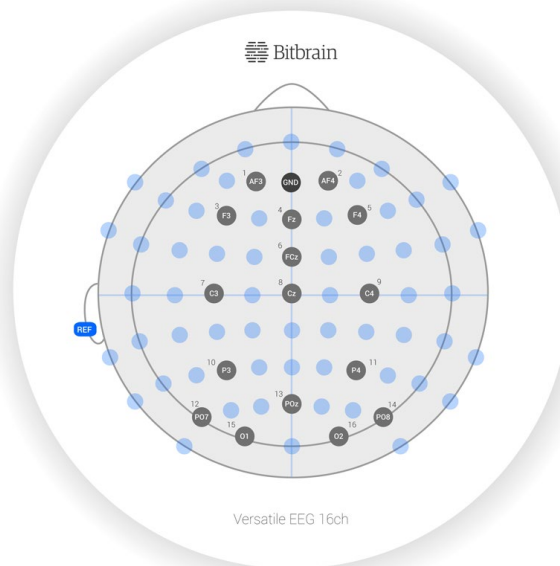 Bitbrain
1 AF3 GND AF4 2
3 F3 4 Fz F4 5
6 FCz
7 C3 8 Cz C4 9
REF
10 P3 P4 11
13 POz
12 PO7 PO8 14
15 O1 O2 16
Versatile EEG 16ch